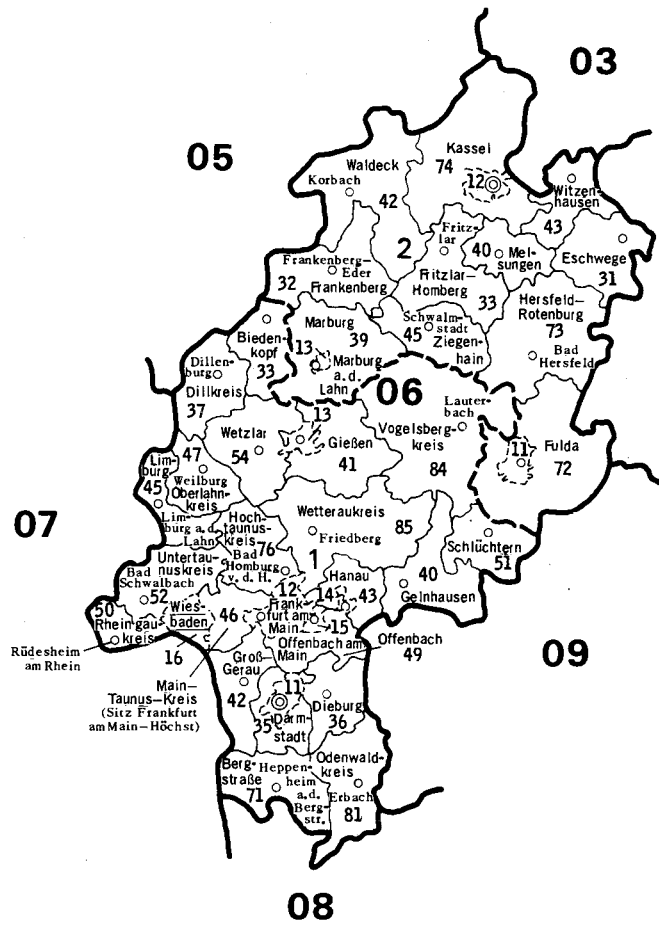 03
05
Kassel
74
12
Waldeck
Korbach
42
Witzen-
hausen
43
Fritz-
lar
2
40
Mel-
sungen
Eschwege
31
Frankenberg-
Eder
Frankenberg
32
Fritzlar-
Homberg
33
Hersfeld-
Rotenburg
73
Bad
Hersfeld
Schwalm-
stadt
45
Ziegen-
hain
Marburg
39
13
Marburg
a.d.
Lahn
Bieden-
kopf
33
Dillen-
burg
Dillkreis
37
06
Lauter-
bach
13
Vogelsberg-
kreis
84
Wetzlar
54
Gießen
41
11
Fulda
72
47
Weilburg
Oberlahn-
kreis
Lim-
burg
45
Lim-
burg a.d.
Lahn
07
Hoch-
taunus-
kreis
76
Bad
Homburg
v. d. H.
Wetteraukreis
85
Friedberg
1
Schlüchtern
51
Untertau-
nuskreis
Bad
Schwalbach
52
40
Gelnhausen
Hanau
14
43
12
Frank-
furt am
Main
15
50
Rheingau
kreis
Wies-
baden
46
16
Rüdesheim
am Rhein
Offenbach am
Main
Offenbach
49
09
Groß-
Gerau
42
Main-
Taunus-Kreis
(Sitz Frankfurt
am Main-Höchst)
11
35
Darm-
stadt
Dieburg
36
Berg-
straße
71
Heppen-
heim
a.d.
Berg-
str.
Odenwald-
kreis
Erbach
81
08